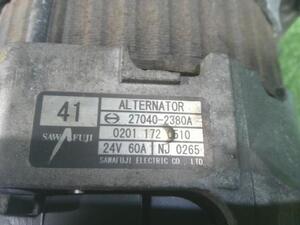 41
ALTERNATOR
27040-2380A
SAWAFUJI
0201 172 0510
24V 60A NJ 0265
SAWAFUJI ELECTRIC CO., LTD